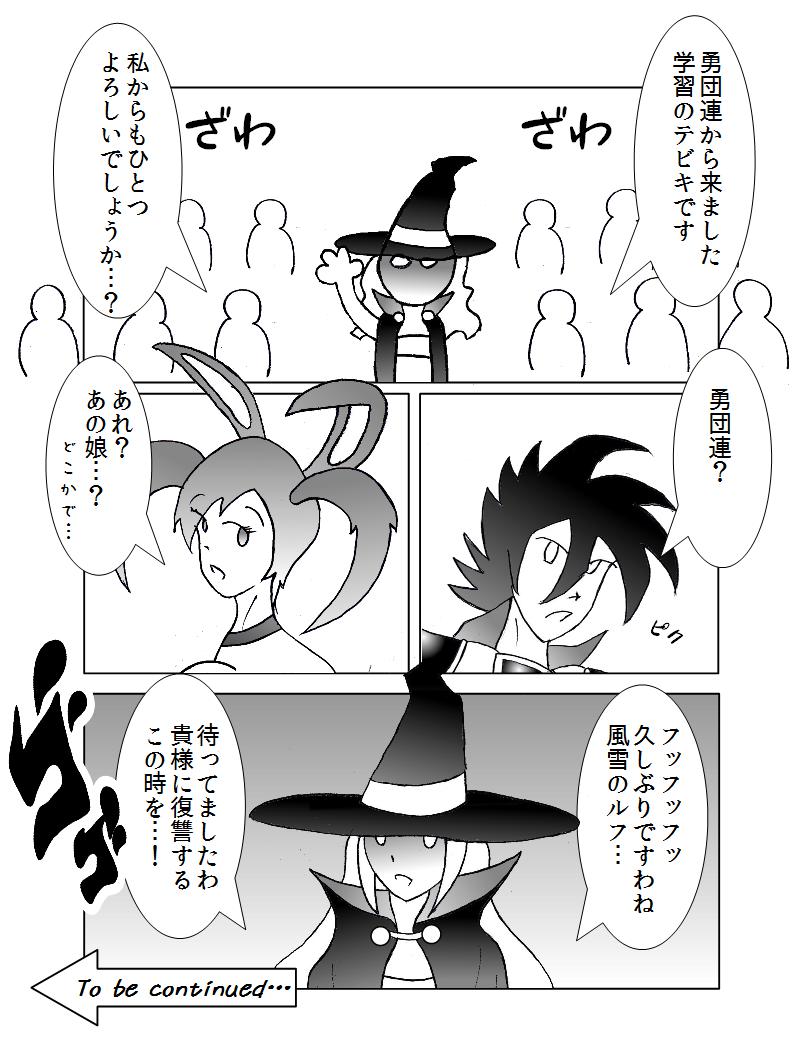 勇団連から来ました
学習のテビキです
ざわ
ざわ
私からもひとつ
よろしいでしょうか…？
勇団連？
ピク
あれ？
あの娘…？
どこかで…
フッフッフッ
久しぶりですわね
風雪のルフ…
待ってましたわ
貴様に復讐する
この時を…！
ゴゴゴ
To be continued…